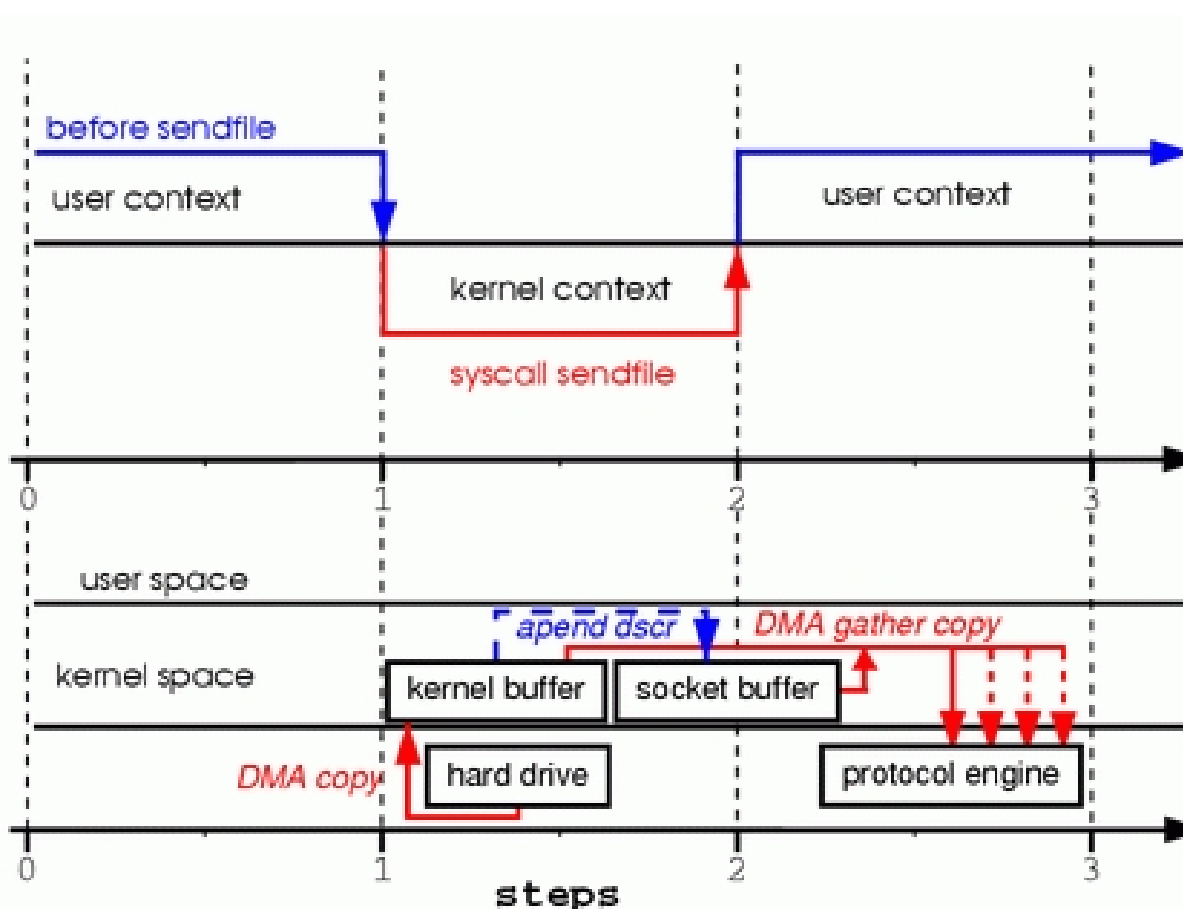 before sendfile
user context
user context
kernel context
syscall sendfile
0 1 2 3
user space
apend dscr
DMA gather copy
kernel space
kernel buffer
socket buffer
DMA copy
hard drive
protocol engine
0 1 2 3
steps